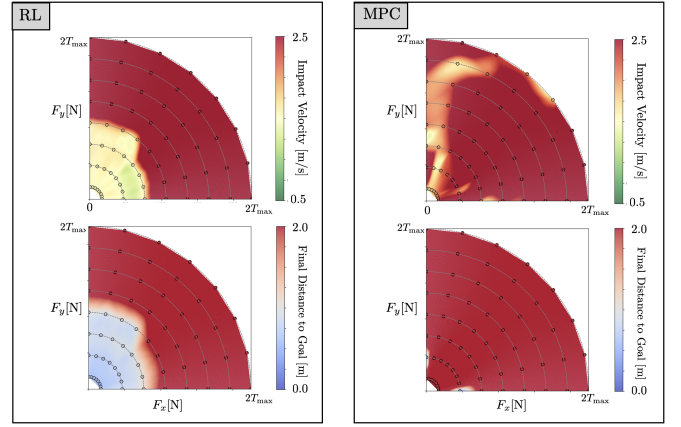 RL
2T_max
F_y[N]
0
2T_max
2.5
Impact Velocity [m/s]
0.5
2T_max
F_y[N]
F_x[N]
2T_max
2.0
Final Distance to Goal [m]
0.0
MPC
2T_max
F_y[N]
0
2T_max
2.5
Impact Velocity [m/s]
0.5
2T_max
F_y[N]
F_x[N]
2T_max
2.0
Final Distance to Goal [m]
0.0